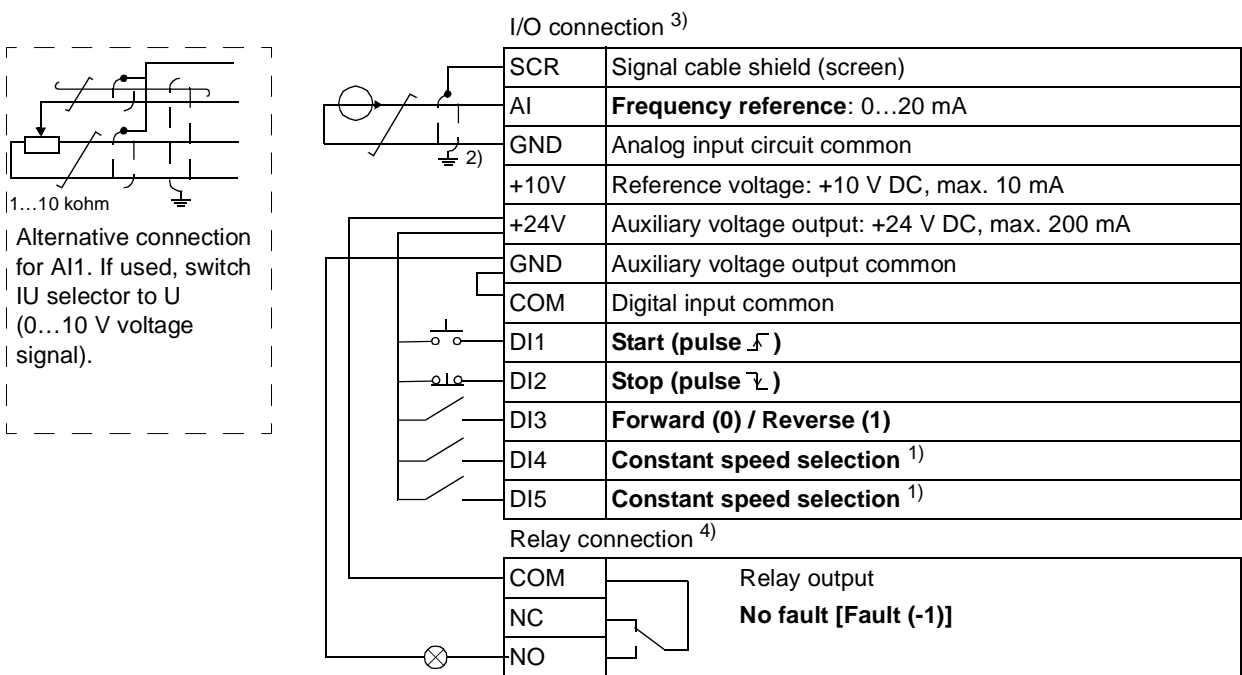 I/O connection 3)
SCR Signal cable shield (screen)
AI Frequency reference: 0…20 mA
GND Analog input circuit common
2)
+10V Reference voltage: +10 V DC, max. 10 mA
+24V Auxiliary voltage output: +24 V DC, max. 200 mA
GND Auxiliary voltage output common
COM Digital input common
DI1 Start (pulse )
DI2 Stop (pulse )
DI3 Forward (0) / Reverse (1)
DI4 Constant speed selection 1)
DI5 Constant speed selection 1)
1…10 kohm
Alternative connection
for AI1. If used, switch
IU selector to U
(0…10 V voltage
signal).
Relay connection 4)
COM Relay output
NC No fault [Fault (-1)]
NO